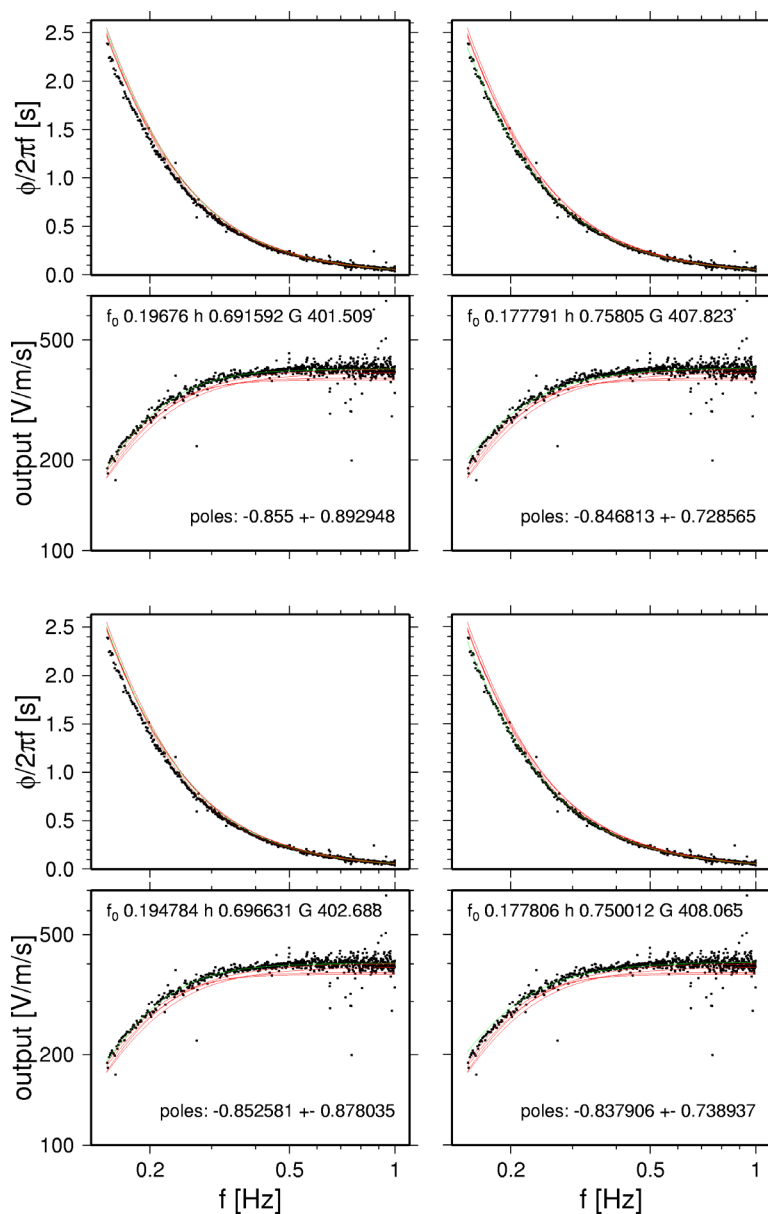 2.5
2.0
1.5
1.0
0.5
0.0
ϕ/2πf [s]
f0 0.19676 h 0.691592 G 401.509
f0 0.177791 h 0.75805 G 407.823
500
200
100
output [V/m/s]
poles: -0.855 +- 0.892948
poles: -0.846813 +- 0.728565
2.5
2.0
1.5
1.0
0.5
0.0
ϕ/2πf [s]
f0 0.194784 h 0.696631 G 402.688
f0 0.177806 h 0.750012 G 408.065
500
200
100
output [V/m/s]
poles: -0.852581 +- 0.878035
poles: -0.837906 +- 0.738937
0.2 0.5 1
0.2 0.5 1
f [Hz]
f [Hz]